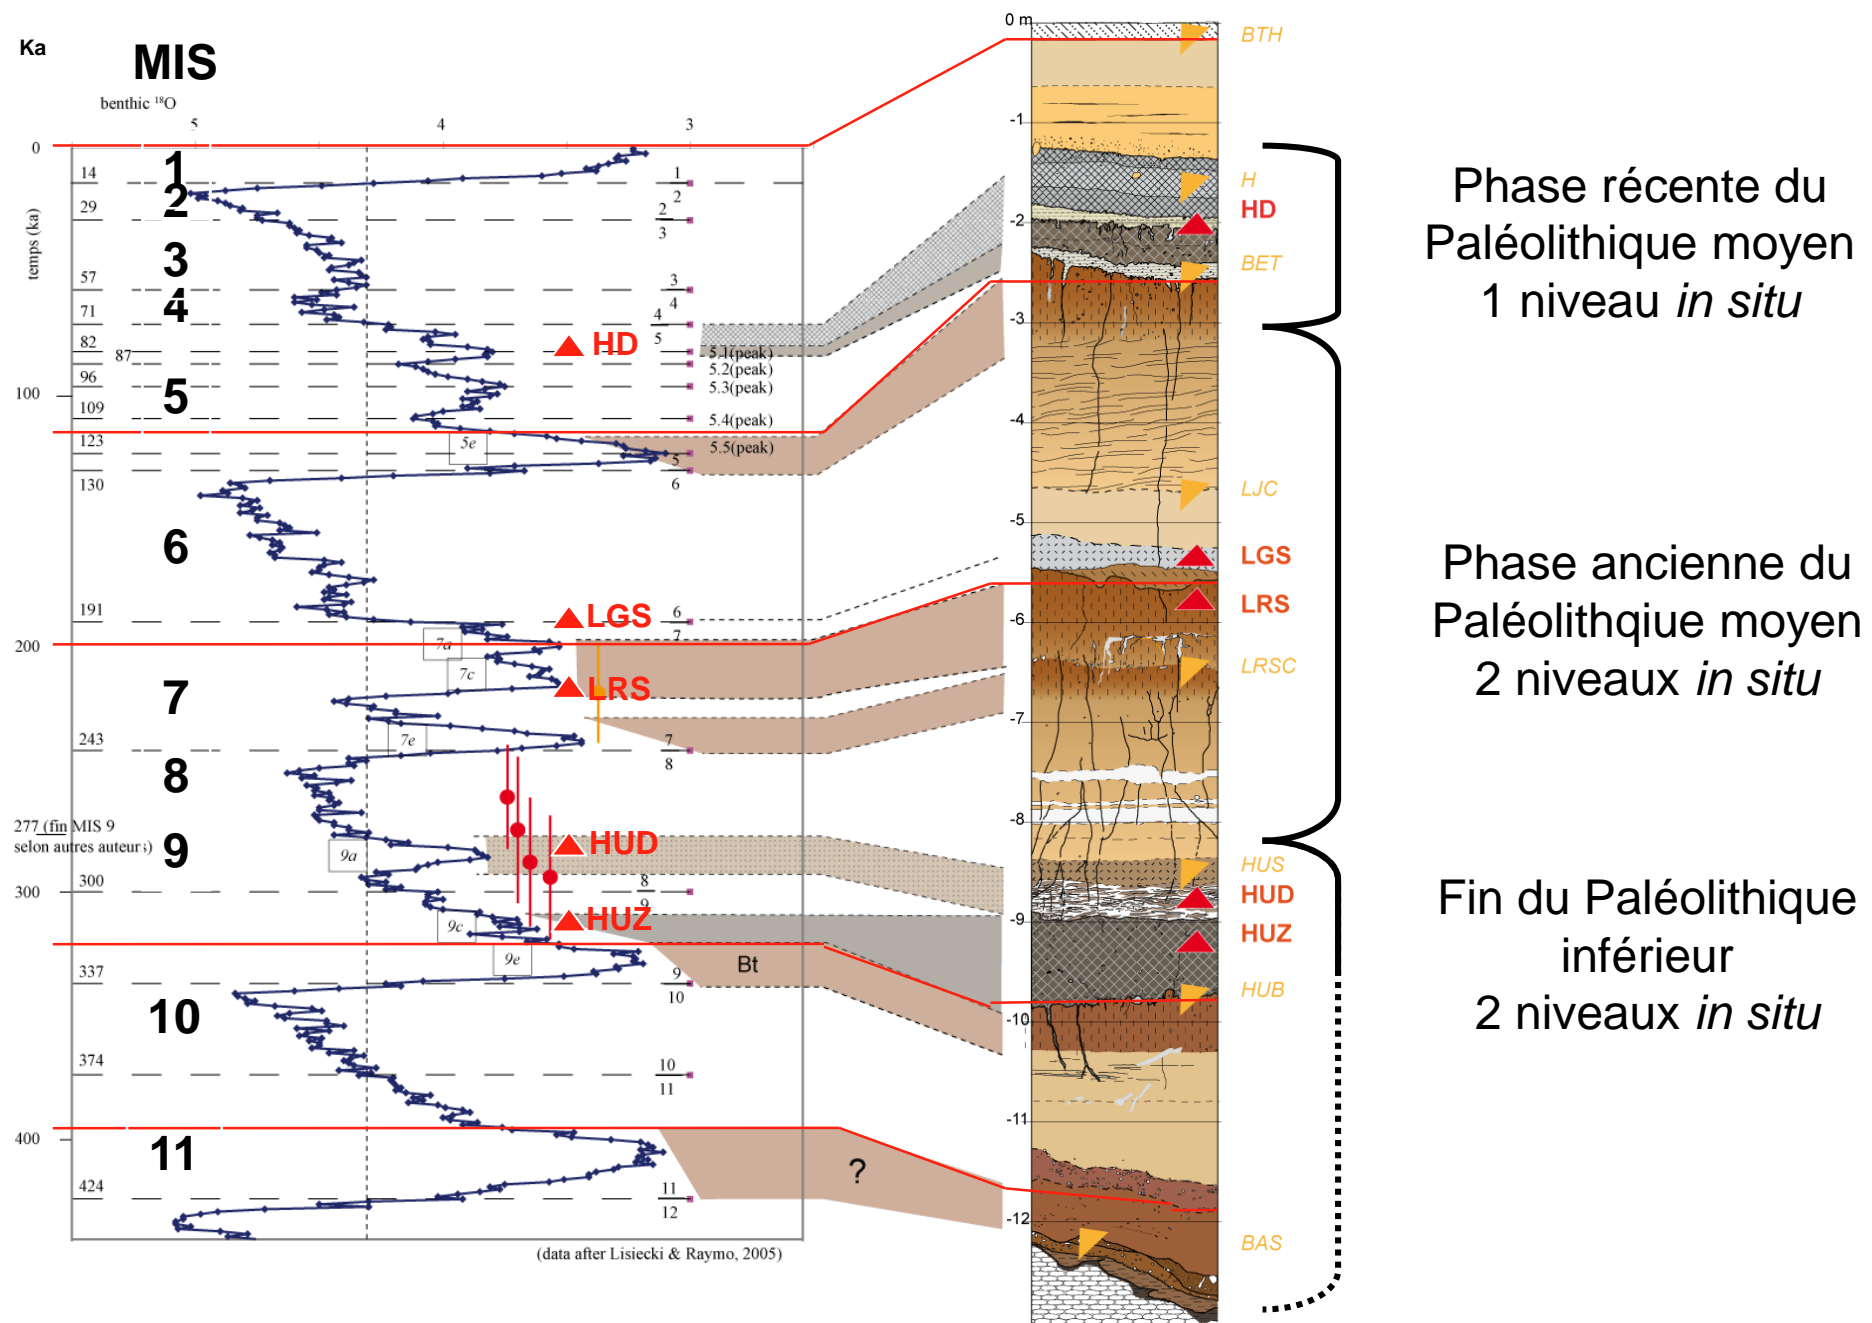 Ka
MIS
benthic ¹⁸O
5
4
3
temps (ka)
0
100
200
300
400
14
29
57
71
82
87
96
109
123
130
191
243
277 (fin MIS 9
selon autres auteurs)
300
337
374
424
1
2
3
4
5
6
7
8
9
10
11
5e
7a
7c
7e
9a
9c
9e
1
2
2
3
3
4
4
5
5.1(peak)
5.2(peak)
5.3(peak)
5.4(peak)
5.5(peak)
5
6
6
7
7
8
8
9
9
10
10
11
11
12
HD
LGS
LRS
HUD
HUZ
Bt
?
(data after Lisiecki & Raymo, 2005)
0 m
-1
-2
-3
-4
-5
-6
-7
-8
-9
-10
-11
-12
BTH
H
HD
BET
LJC
LGS
LRS
LRSC
HUS
HUD
HUZ
HUB
BAS
Phase récente du
Paléolithique moyen
1 niveau in situ
Phase ancienne du
Paléolithqiue moyen
2 niveaux in situ
Fin du Paléolithique
inférieur
2 niveaux in situ